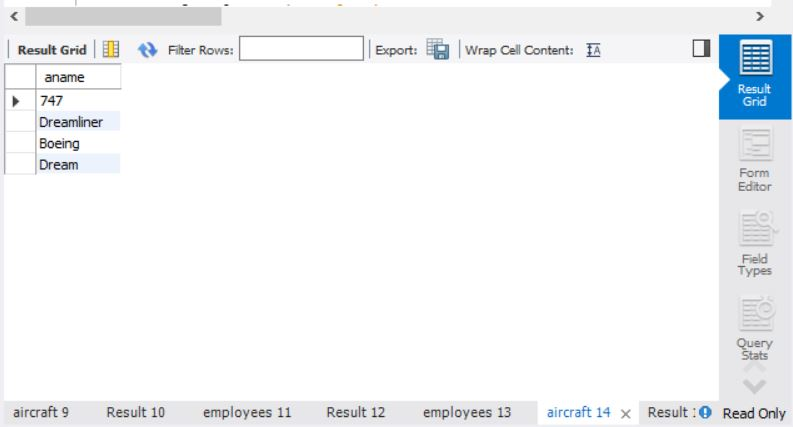 Result Grid Filter Rows: Export: Wrap Cell Content:
aname
747
Dreamliner
Boeing
Dream
Result
Grid
Form
Editor
Field
Types
Query
Stats
aircraft 9 Result 10 employees 11 Result 12 employees 13 aircraft 14 Result Read Only